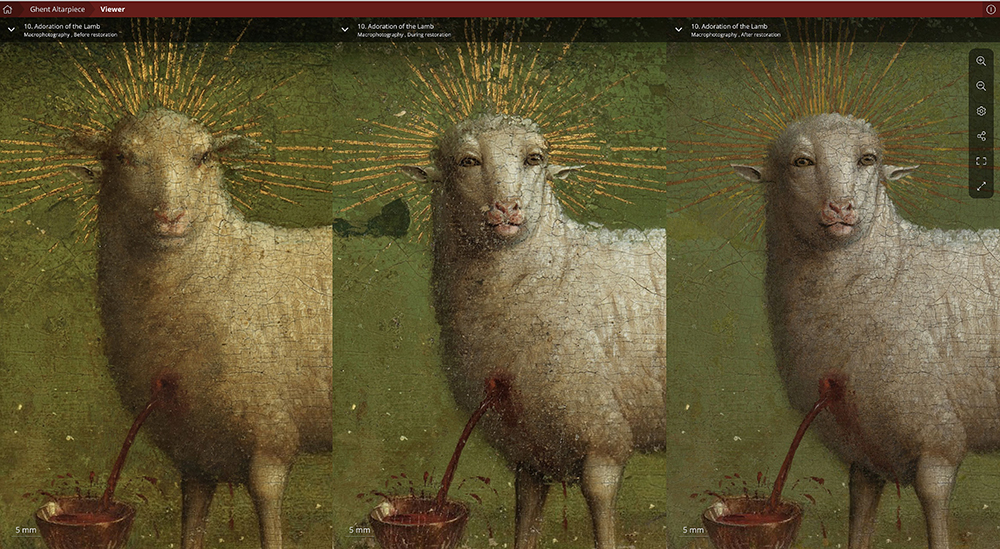 Ghent Altarpiece Viewer
10. Adoration of the Lamb
Macrophotography , Before restoration
10. Adoration of the Lamb
Macrophotography , During restoration
10. Adoration of the Lamb
Macrophotography , After restoration
5 mm
5 mm
5 mm